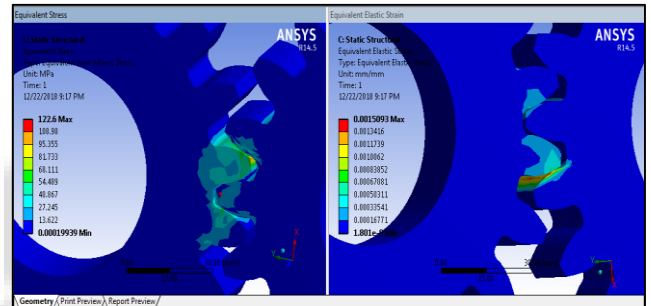 Equivalent Stress
ANSYS
R14.5
C: Static Structural
Unit: MPa
Time: 1
12/22/2018 9:17 PM
122.6 Max
108.98
95.355
81.733
68.111
54.489
40.867
27.245
13.622
0.00019939 Min
Equivalent Elastic Strain
ANSYS
R14.5
C: Static Structural
Equivalent Elastic Strain
Type: Equivalent Elastic
Unit: mm/mm
Time: 1
12/22/2018 9:17 PM
0.0015093 Max
0.0013416
0.0011739
0.0010062
0.00083852
0.00067081
0.00050311
0.00033541
0.00016771
Geometry Print Preview Report Preview